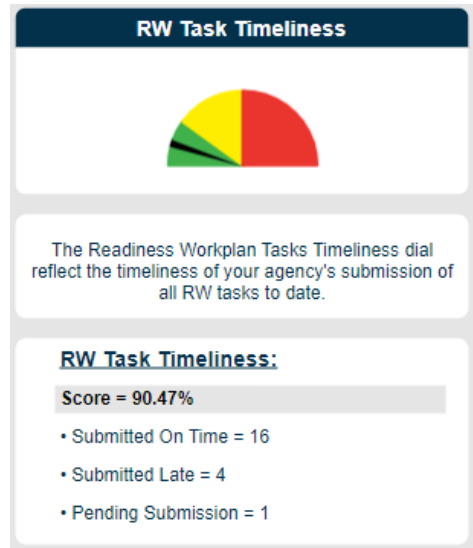 RW Task Timeliness
The Readiness Workplan Tasks Timeliness dial
reflect the timeliness of your agency's submission of
all RW tasks to date.
RW Task Timeliness:
Score = 90.47%
• Submitted On Time = 16
• Submitted Late = 4
• Pending Submission = 1